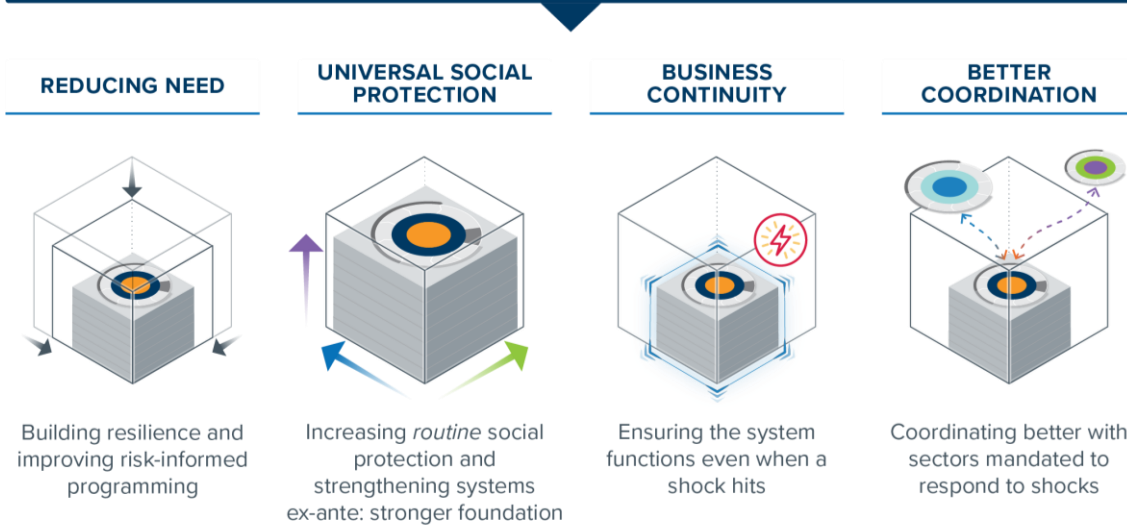 REDUCING NEED
Building resilience and
improving risk-informed
programming
UNIVERSAL SOCIAL
PROTECTION
Increasing routine social
protection and
strengthening systems
ex-ante: stronger foundation
BUSINESS
CONTINUITY
Ensuring the system
functions even when a
shock hits
BETTER
COORDINATION
Coordinating better with
sectors mandated to
respond to shocks